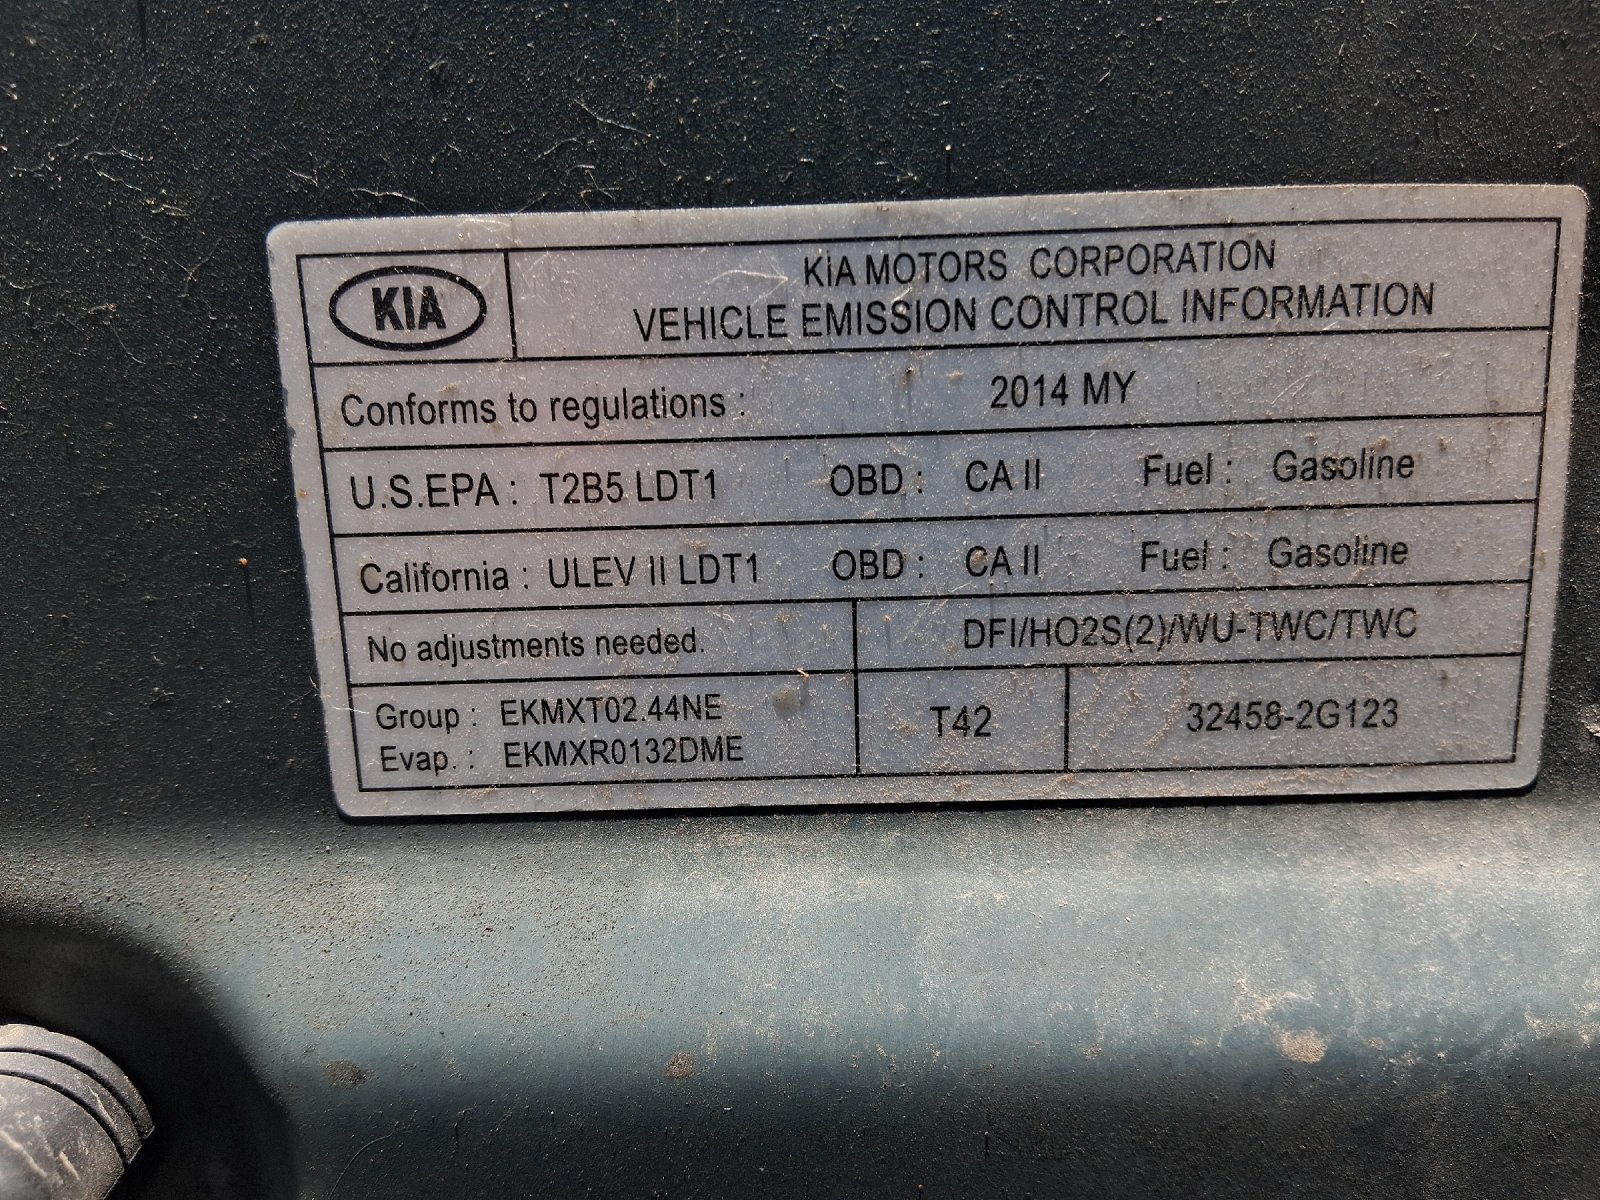 KIA
KIA MOTORS CORPORATION
VEHICLE EMISSION CONTROL INFORMATION
Conforms to regulations : 2014 MY
U.S.EPA : T2B5 LDT1 OBD : CA II Fuel : Gasoline
California : ULEV II LDT1 OBD : CA II Fuel : Gasoline
No adjustments needed. DFI/HO2S(2)/WU-TWC/TWC
Group : EKMXT02.44NE
Evap. : EKMXR0132DME
T42
32458-2G123